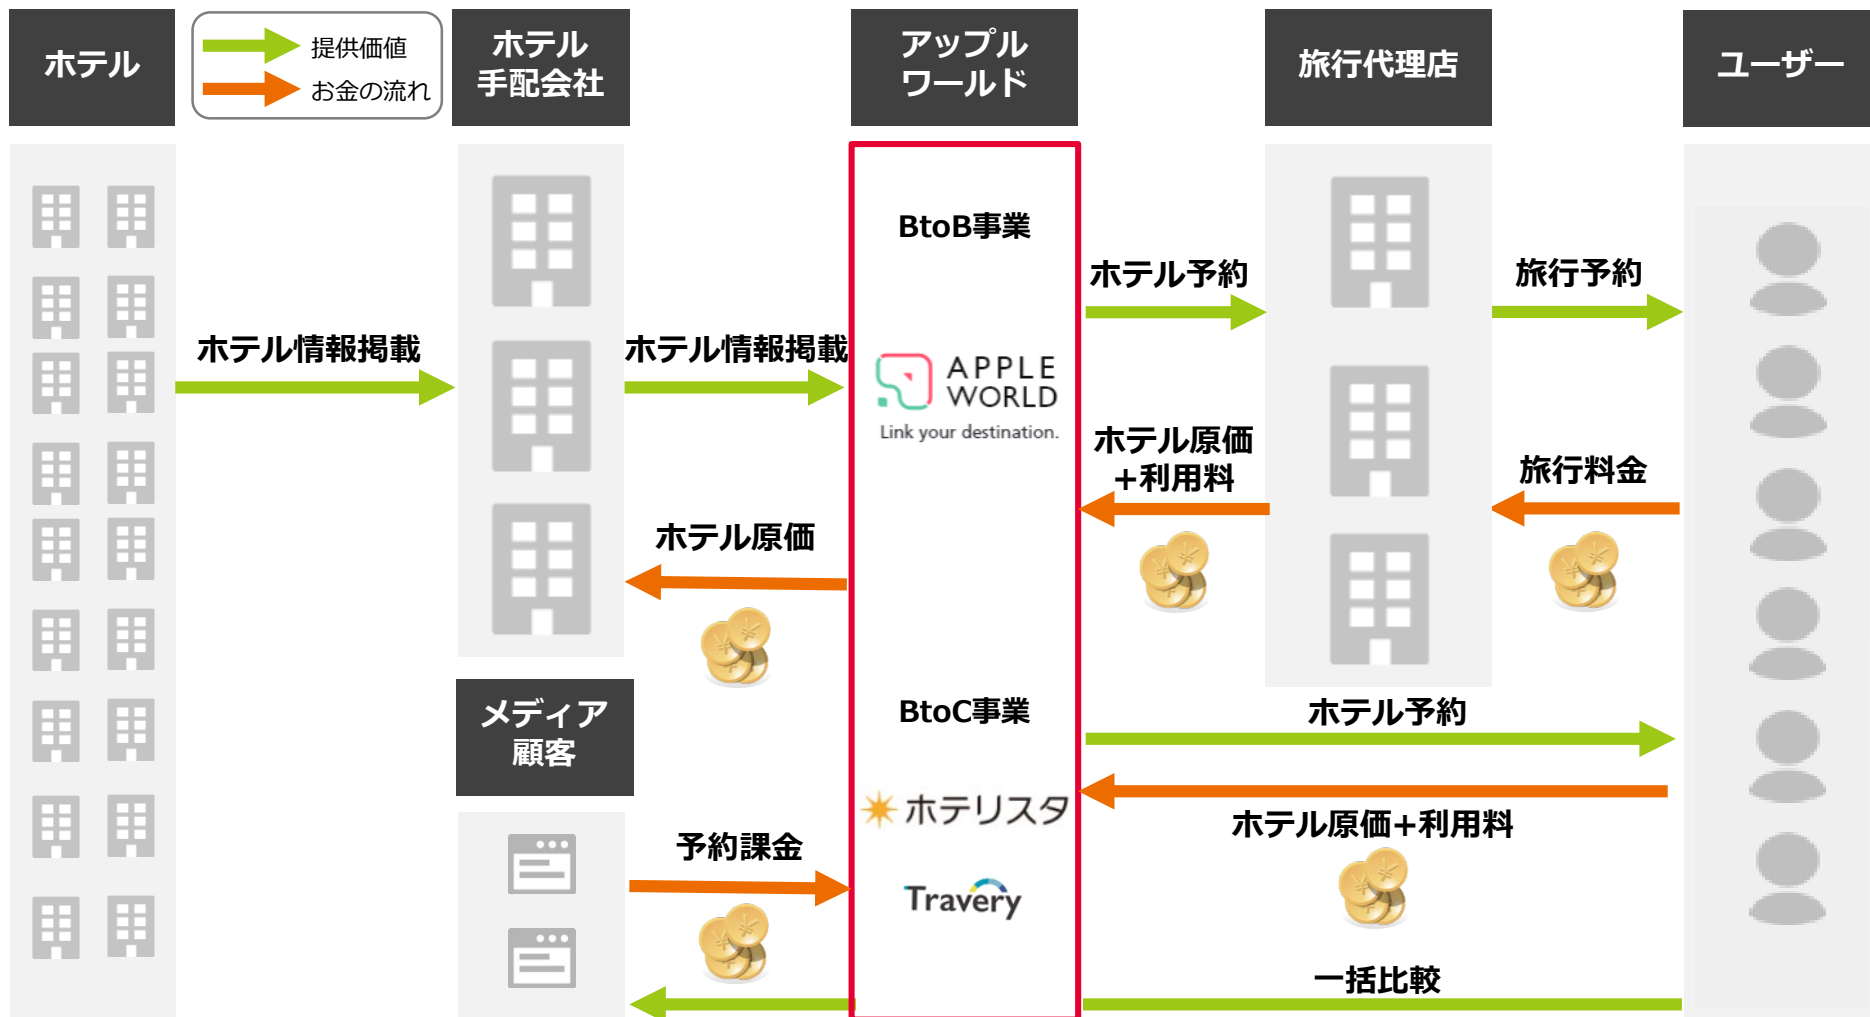 ホテル
提供価値
お金の流れ
ホテル
手配会社
アップル
ワールド
旅行代理店
ユーザー
BtoB事業
ホテル予約
旅行予約
ホテル情報掲載
ホテル情報掲載
APPLE
WORLD
Link your destination.
ホテル原価
+利用料
旅行料金
ホテル原価
メディア
顧客
BtoC事業
ホテル予約
ホテリスタ
ホテル原価+利用料
予約課金
Travery
一括比較